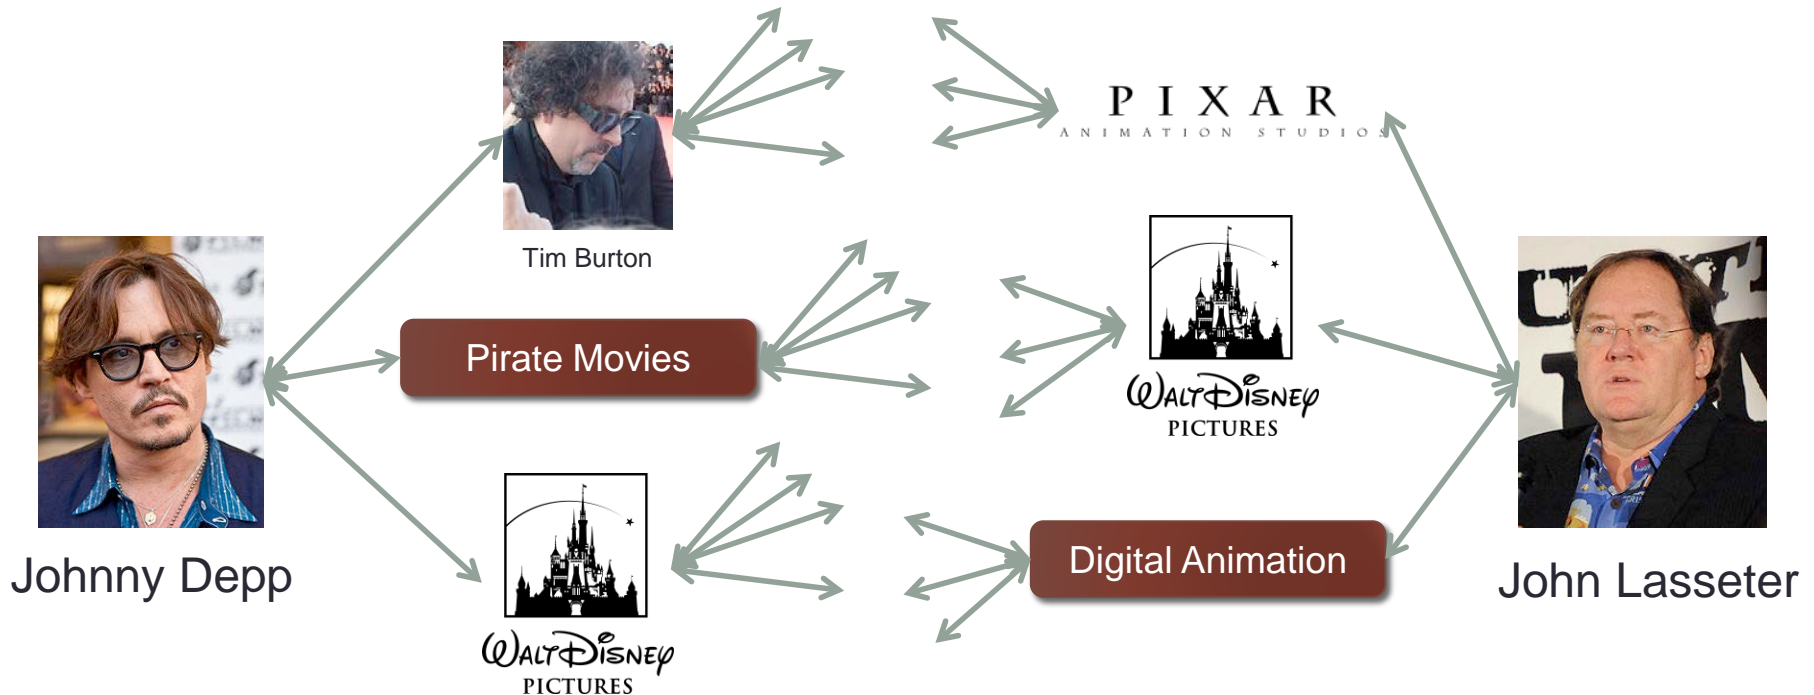 PIXAR
ANIMATION STUDIOS
Tim Burton
Pirate Movies
WALT DISNEY
PICTURES
Johnny Depp
Digital Animation
John Lasseter
WALT DISNEY
PICTURES